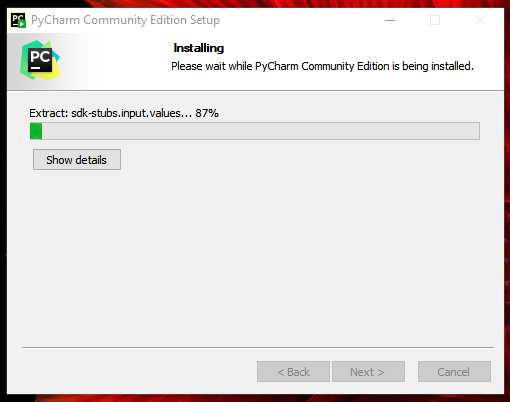 PyCharm Community Edition Setup
PC
Installing
Please wait while PyCharm Community Edition is being installed.
Extract: sdk-stubs.input.values... 87%
Show details
< Back
Next >
Cancel